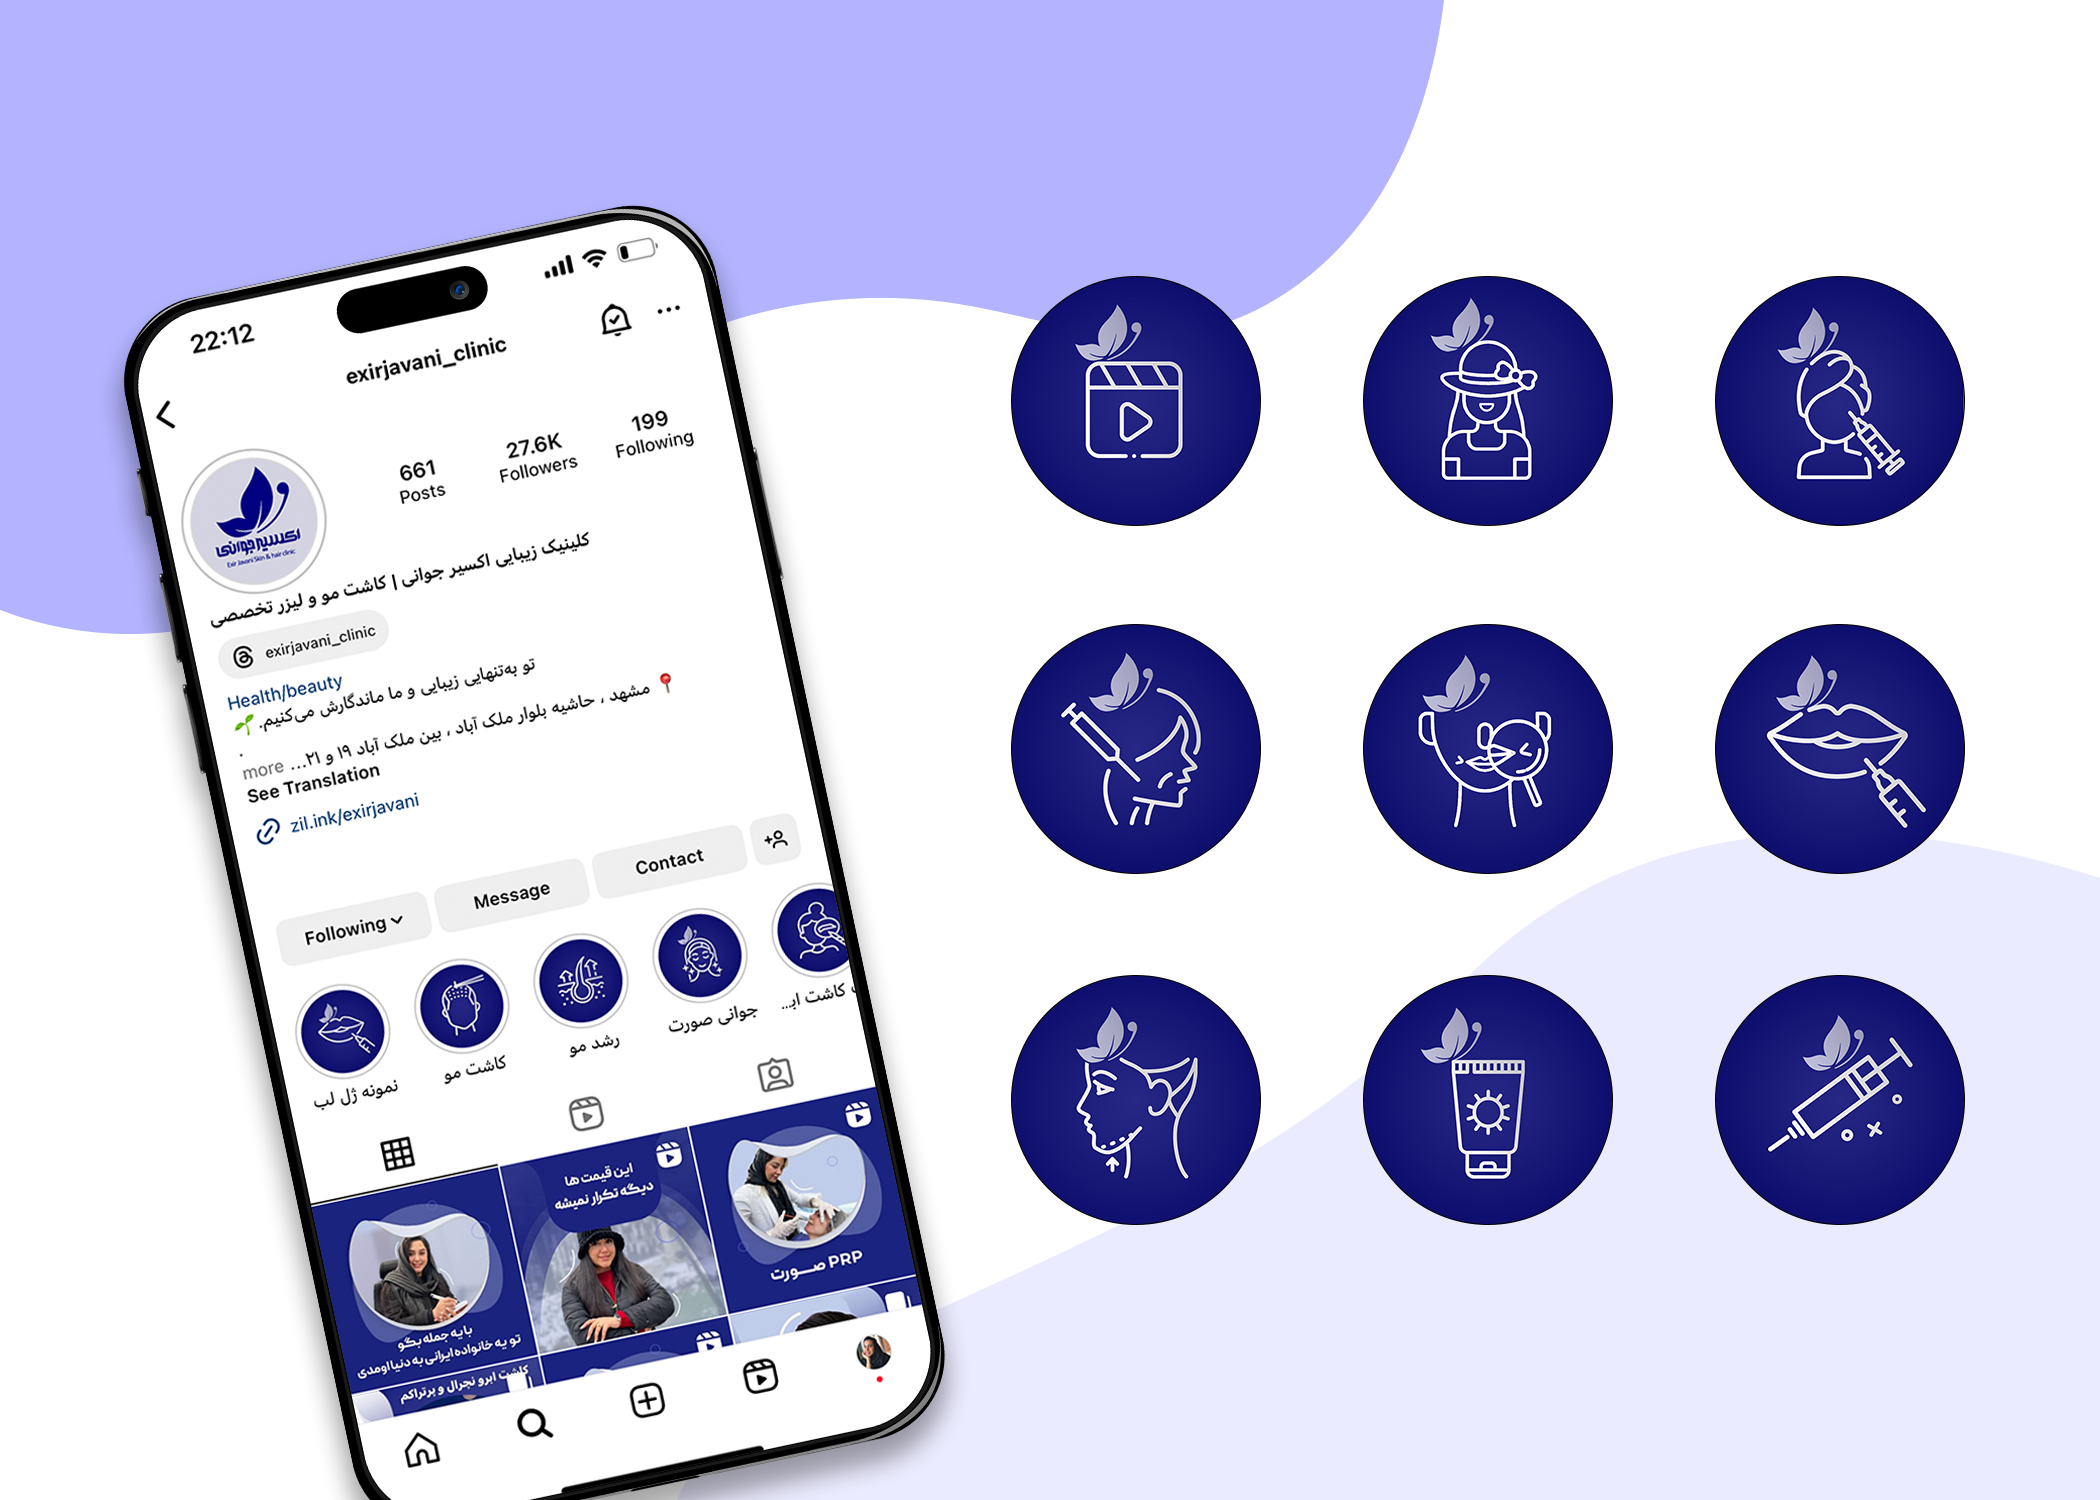 22:12
exirjavani_clinic
661
Posts
27.6K
Followers
199
Following
اکسیر جوانی
Exir Javani Skin & hair clinic
کلینیک زیبایی اکسیر جوانی | کاشت مو و لیزر تخصصی
exirjavani_clinic
Health/beauty
تو به‌تنهایی زیبایی و ما ماندگارش می‌کنیم. 🌱
.
📍 مشهد ، حاشیه بلوار ملک آباد ، بین ملک آباد ۱۹ و ۲۱... more
See Translation
zil.ink/exirjavani
Following
Message
Contact
نمونه ژل لب
کاشت مو
رشد مو
جوانی صورت
کاشت ابـ...
با یه جمله بگو
تو یه خانواده ایرانی به دنیا اومدی
این قیمت ها
دیگه تکرار نمیشه
PRP صـــورت
کاشت ابرو نچرال و پرتراکم